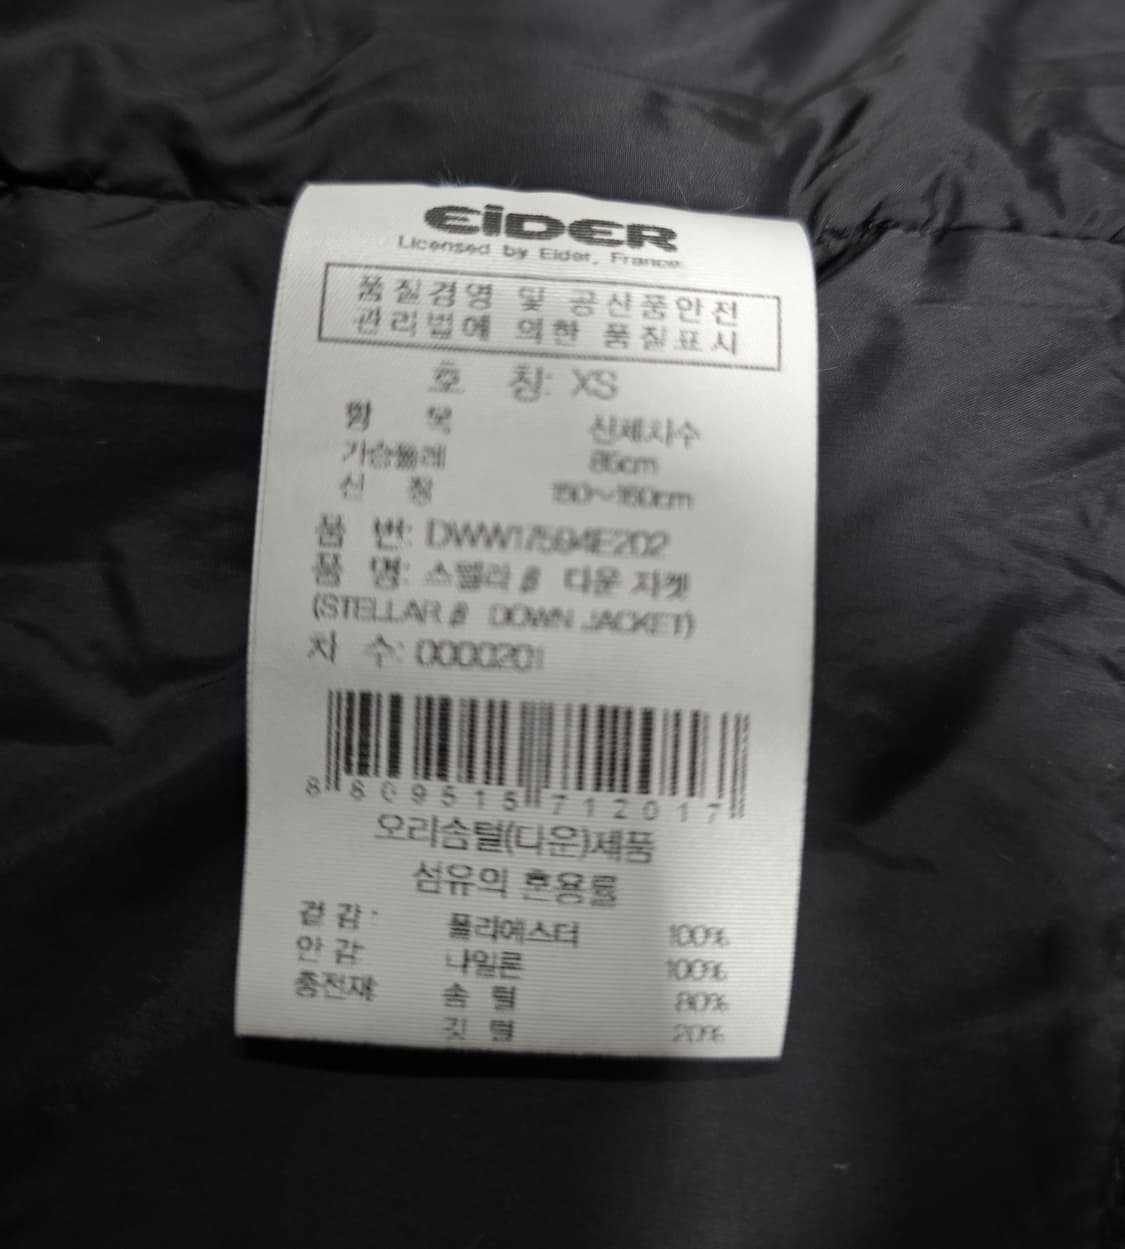 EiDER
Licensed by Eider, France
품질경영 및 공산품안전
관리법에 의한 품질표시
호 칭: XS
항 목 신체치수
가슴둘레 86cm
신 장 150~160cm
품 번: DWW17594E202
품 명: 스텔라 β 다운 자켓
(STELLAR β DOWN JACKET)
차 수: 0000201
8 809515 712017
오리솜털(다운)제품
섬유의 혼용률
겉감: 폴리에스터 100%
안감: 나일론 100%
충전재: 솜털 80%
깃털 20%